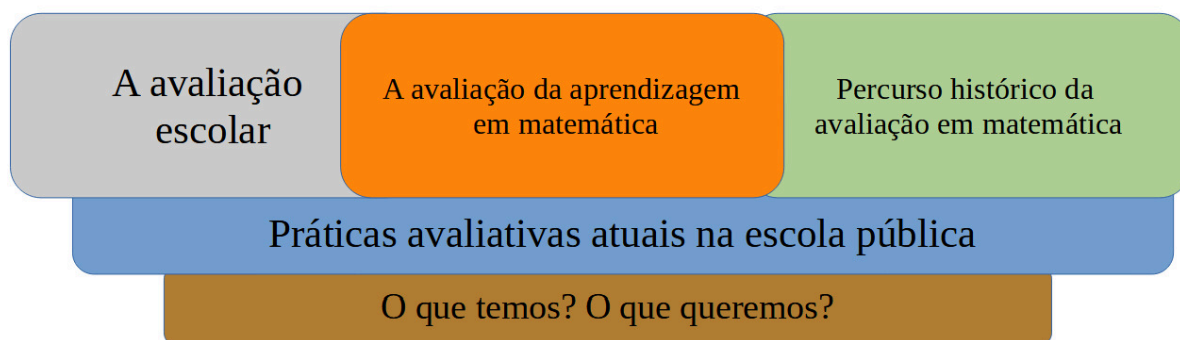 A avaliação
escolar
A avaliação da aprendizagem
em matemática
Percurso histórico da
avaliação em matemática
Práticas avaliativas atuais na escola pública
O que temos? O que queremos?